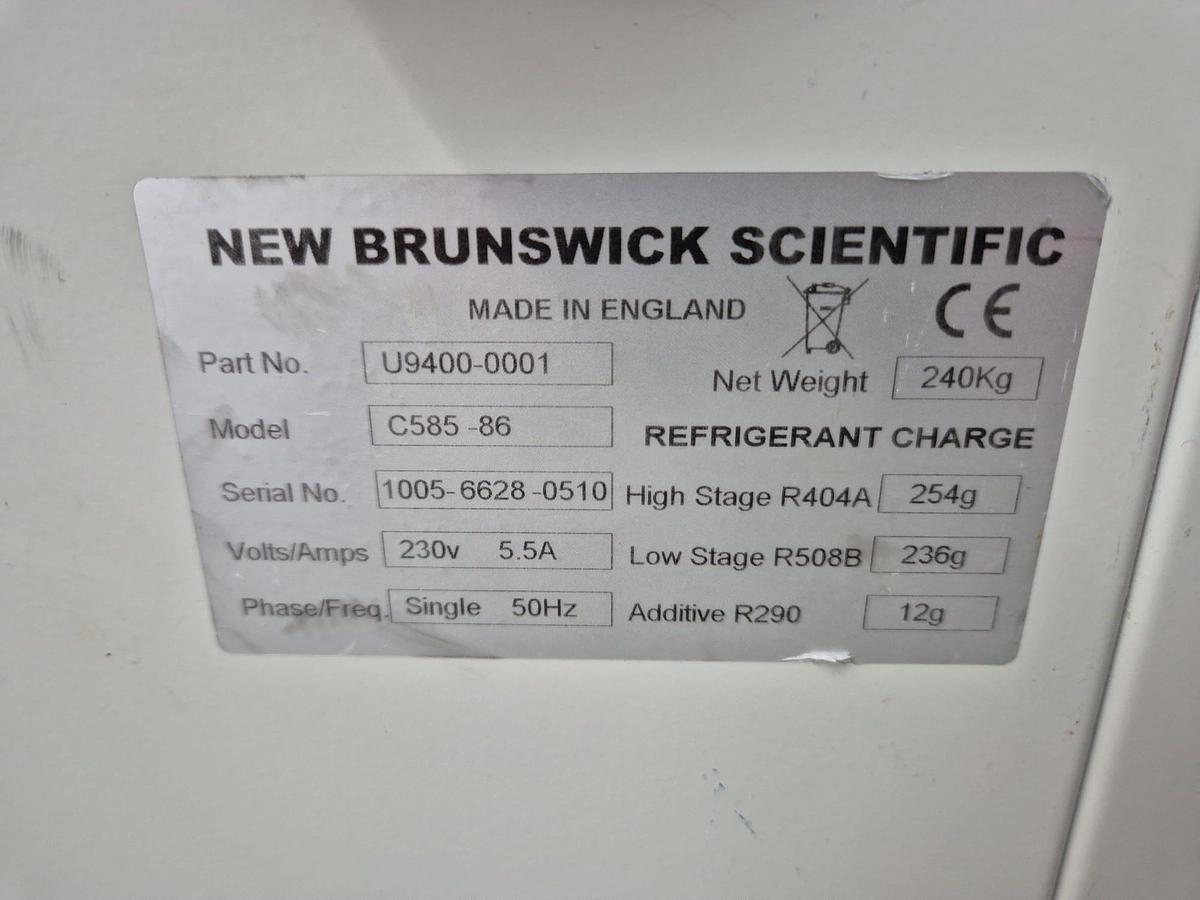 NEW BRUNSWICK SCIENTIFIC
MADE IN ENGLAND
CE
Part No. U9400-0001
Net Weight 240Kg
Model C585 -86
REFRIGERANT CHARGE
Serial No. 1005-6628-0510
High Stage R404A 254g
Volts/Amps 230v 5.5A
Low Stage R508B 236g
Phase/Freq. Single 50Hz
Additive R290 12g